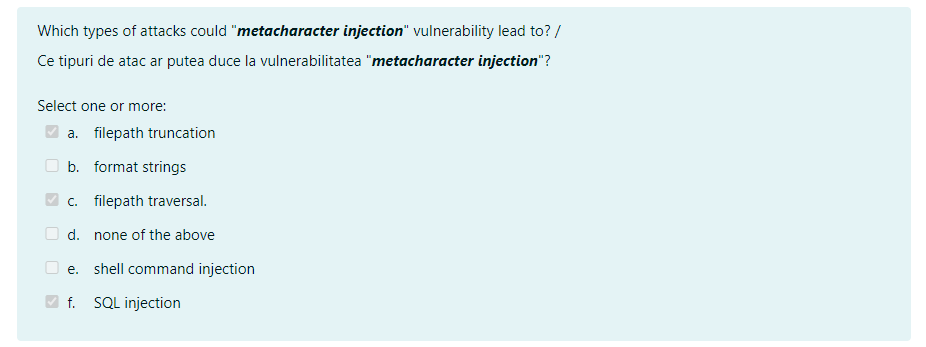 Which types of attacks could "metacharacter injection" vulnerability lead to? /
Ce tipuri de atac ar putea duce la vulnerabilitatea "metacharacter injection"?
Select one or more:
a. filepath truncation
b. format strings
c. filepath traversal.
d. none of the above
e. shell command injection
f. SQL injection